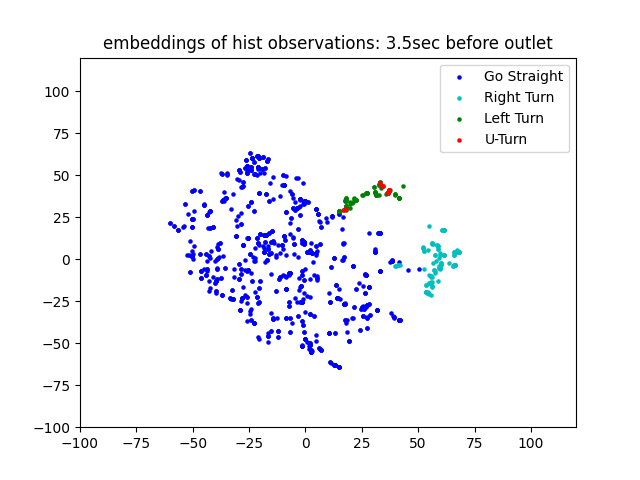 embeddings of hist observations: 3.5sec before outlet
Go Straight
Right Turn
Left Turn
U-Turn
100
75
50
25
0
−25
−50
−75
−100
−100 −75 −50 −25 0 25 50 75 100